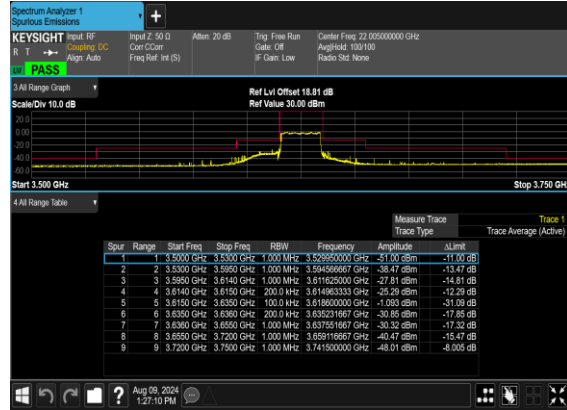 Spectrum Analyzer 1
Spurious Emissions
KEYSIGHT Input: RF Input Z: 50 Ω Atten: 20 dB Trig: Free Run Center Freq: 22.005000000 GHz
R T Coupling: DC Corr CCorr Gate: Off Avg|Hold: 100/100
Align: Auto Freq Ref: Int (S) IF Gain: Low Radio Std: None
LW PASS
3 All Range Graph Ref Lvl Offset 18.81 dB
Scale/Div 10.0 dB Ref Value 30.00 dBm
20.0
0.00
-20.0
-40.0
-60.0
Start 3.500 GHz Stop 3.750 GHz
4 All Range Table
Measure Trace Trace 1
Trace Type Trace Average (Active)
Spur Range Start Freq Stop Freq RBW Frequency Amplitude ΔLimit
1 1 3.5000 GHz 3.5300 GHz 1.000 MHz 3.529950000 GHz -51.00 dBm -11.00 dB
2 2 3.5300 GHz 3.5950 GHz 1.000 MHz 3.594566667 GHz -38.47 dBm -13.47 dB
3 3 3.5950 GHz 3.6140 GHz 1.000 MHz 3.611625000 GHz -27.81 dBm -14.81 dB
4 4 3.6140 GHz 3.6150 GHz 200.0 kHz 3.614963333 GHz -25.29 dBm -12.29 dB
5 5 3.6150 GHz 3.6350 GHz 100.0 kHz 3.618600000 GHz -1.093 dBm -31.09 dB
6 6 3.6350 GHz 3.6360 GHz 200.0 kHz 3.635231667 GHz -30.85 dBm -17.85 dB
7 7 3.6360 GHz 3.6550 GHz 1.000 MHz 3.637551667 GHz -30.32 dBm -17.32 dB
8 8 3.6550 GHz 3.7200 GHz 1.000 MHz 3.659116667 GHz -40.47 dBm -15.47 dB
9 9 3.7200 GHz 3.7500 GHz 1.000 MHz 3.741500000 GHz -48.01 dBm -8.005 dB
? Aug 09, 2024
1:27:10 PM